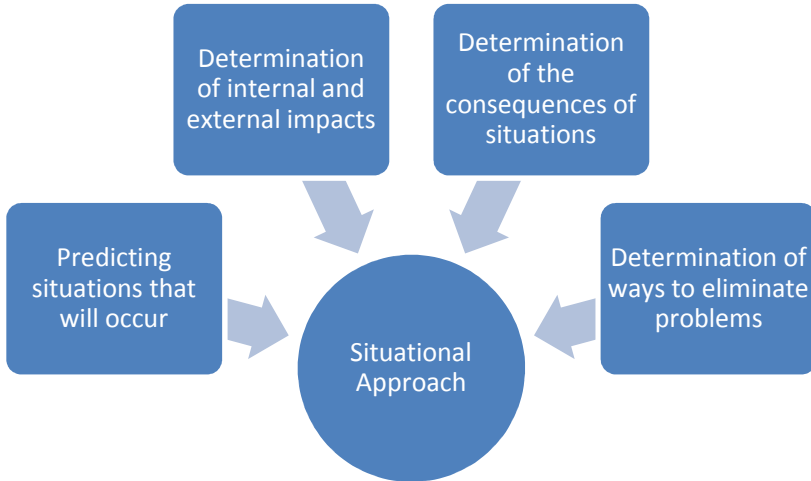 Determination
of internal and
external impacts
Determination
of the
consequences of
situations
Predicting
situations that
will occur
Determination of
ways to eliminate
problems
Situational
Approach